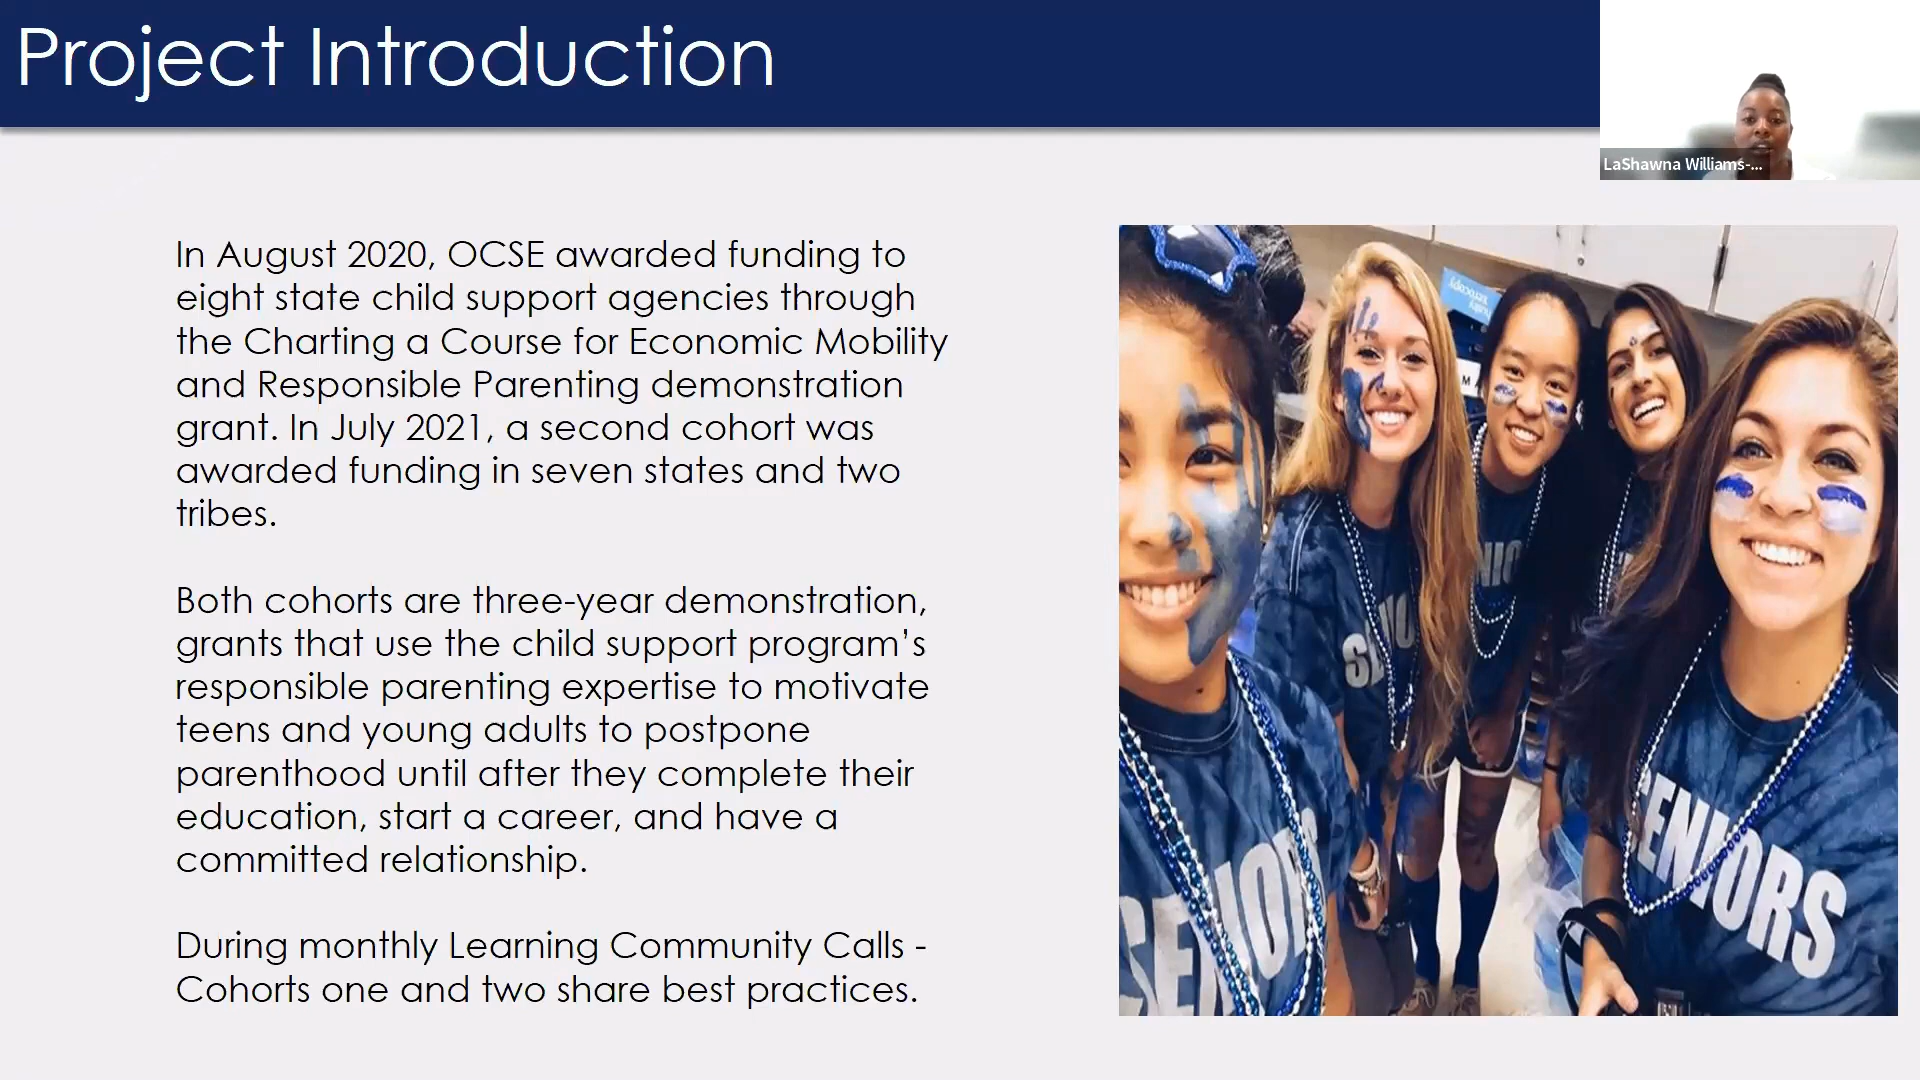 Project Introduction
LaShawna Williams-...
In August 2020, OCSE awarded funding to
eight state child support agencies through
the Charting a Course for Economic Mobility
and Responsible Parenting demonstration
grant. In July 2021, a second cohort was
awarded funding in seven states and two
tribes.
Both cohorts are three-year demonstration,
grants that use the child support program’s
responsible parenting expertise to motivate
teens and young adults to postpone
parenthood until after they complete their
education, start a career, and have a
committed relationship.
During monthly Learning Community Calls -
Cohorts one and two share best practices.
SENIORS